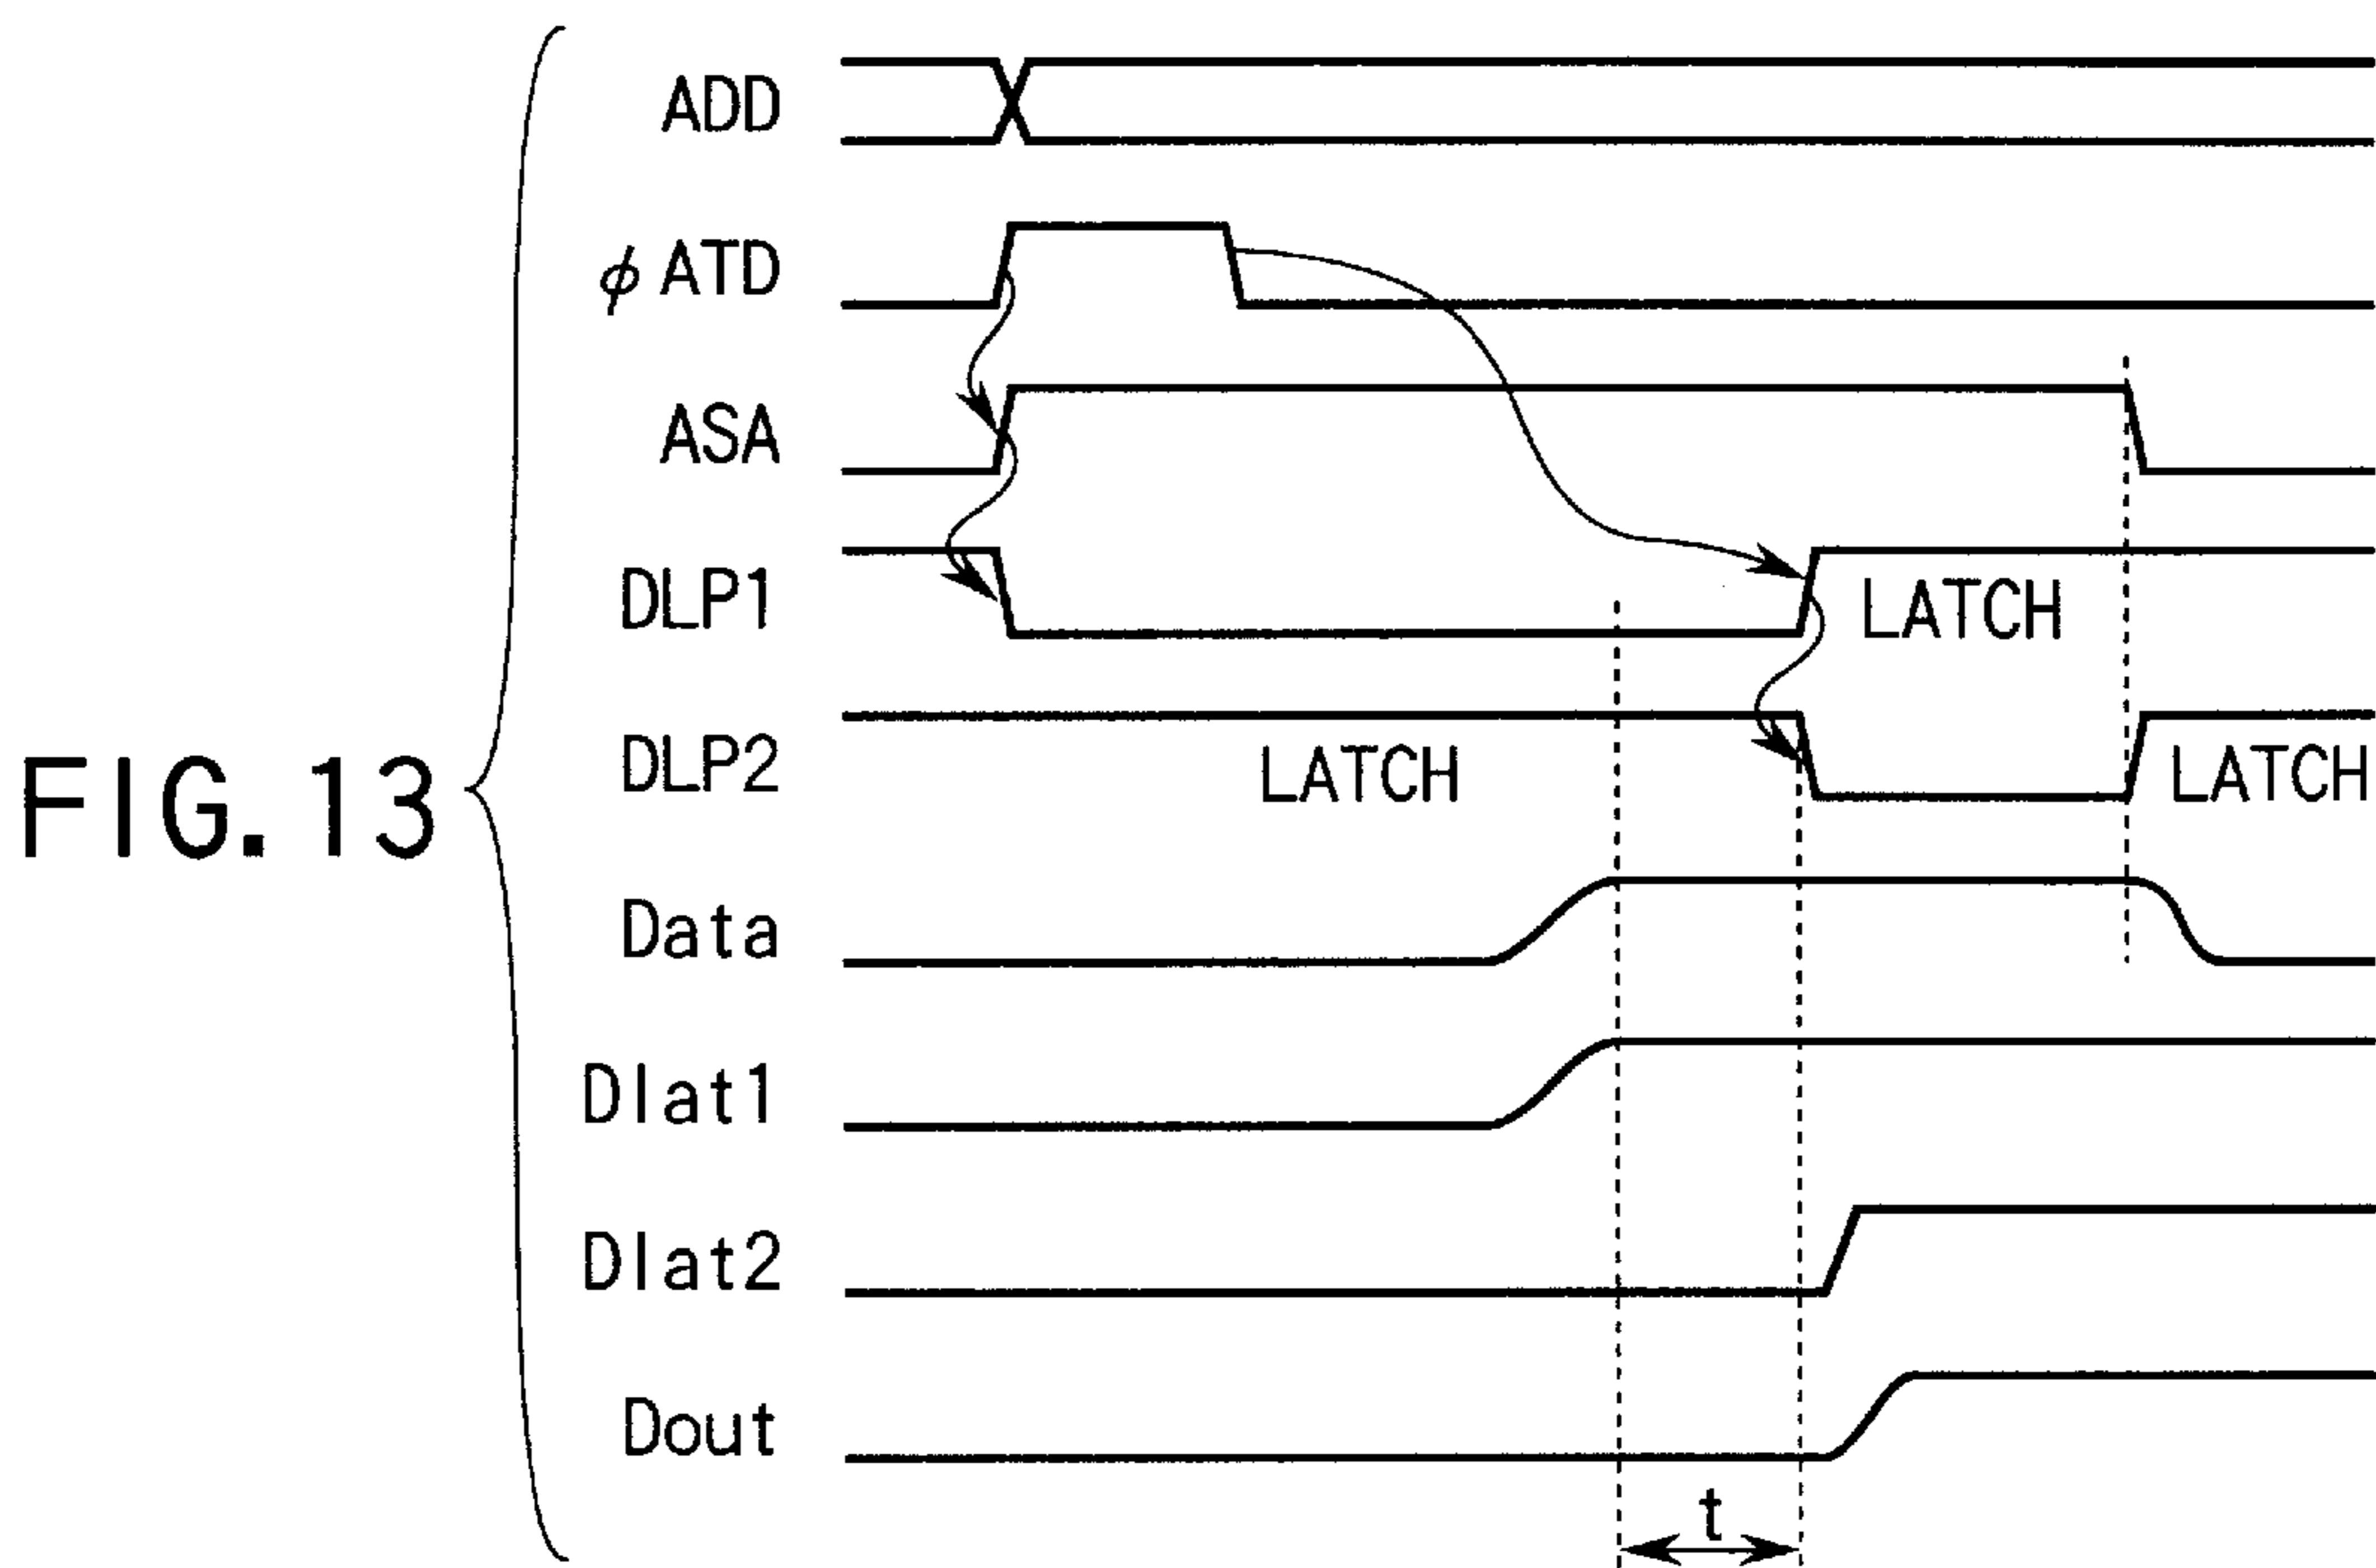 FIG.13
ADD
φ ATD
ASA
DLP1
LATCH
DLP2
LATCH
LATCH
Data
Dlat1
Dlat2
Dout
t